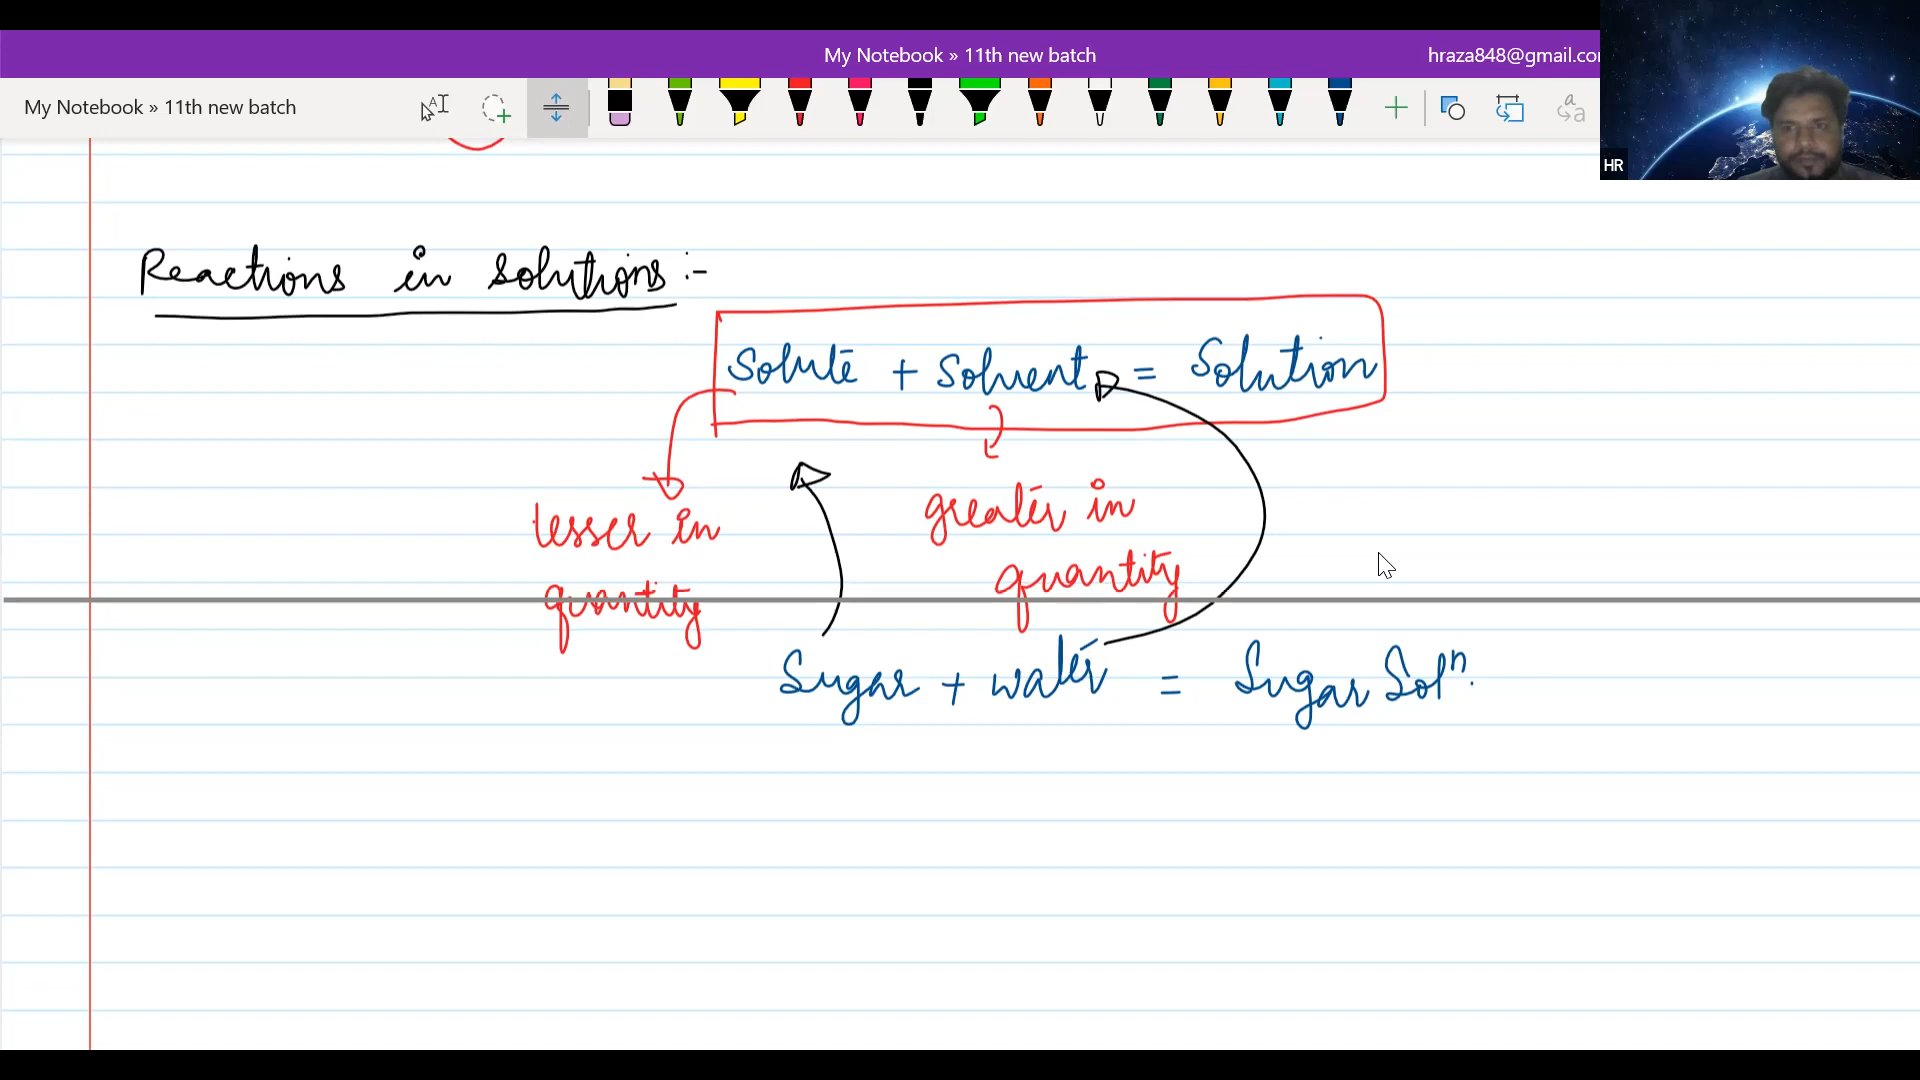 My Notebook » 11th new batch
hraza848@gmail.co
My Notebook » 11th new batch
HR
Reactions in solutions :-
Solute + Solvent = Solution
lesser in
quantity
greater in
quantity
Sugar + water = Sugar Solⁿ.